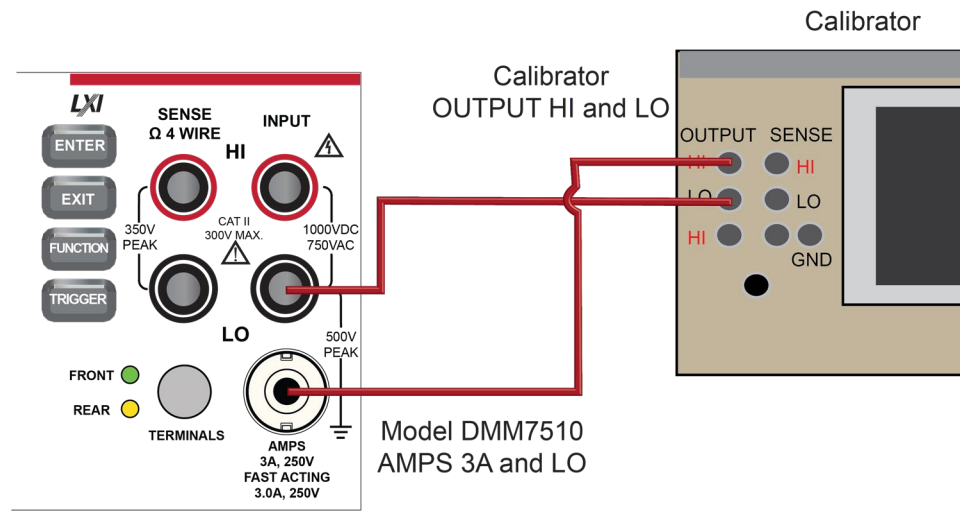 Calibrator
Calibrator
OUTPUT HI and LO
LXI
SENSE
Ω 4 WIRE
INPUT
HI
ENTER
EXIT
FUNCTION
TRIGGER
350V
PEAK
CAT II
300V MAX.
1000VDC
750VAC
LO
500V
PEAK
FRONT
REAR
TERMINALS
AMPS
3A, 250V
FAST ACTING
3.0A, 250V
Model DMM7510
AMPS 3A and LO
OUTPUT SENSE
HI HI
LO LO
HI
GND